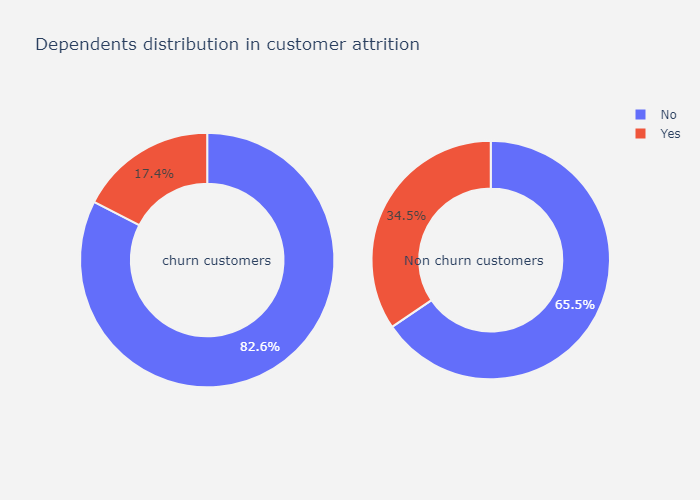 Dependents distribution in customer attrition
No
Yes
17.4%
churn customers
82.6%
34.5%
Non churn customers
65.5%